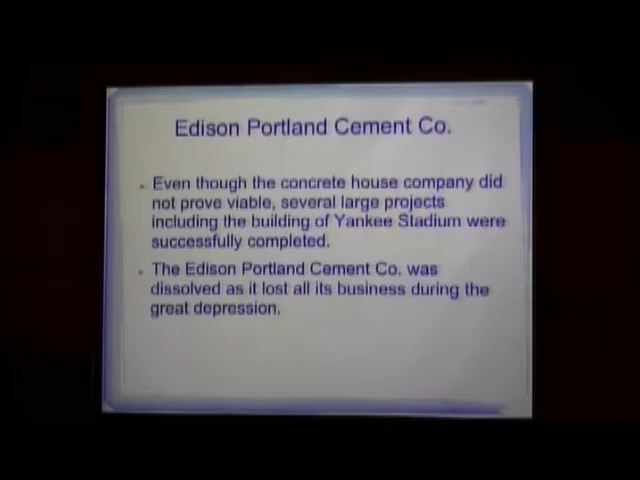 Edison Portland Cement Co.
Even though the concrete house company did
not prove viable, several large projects
including the building of Yankee Stadium were
successfully completed.
The Edison Portland Cement Co. was
dissolved as it lost all its business during the
great depression.